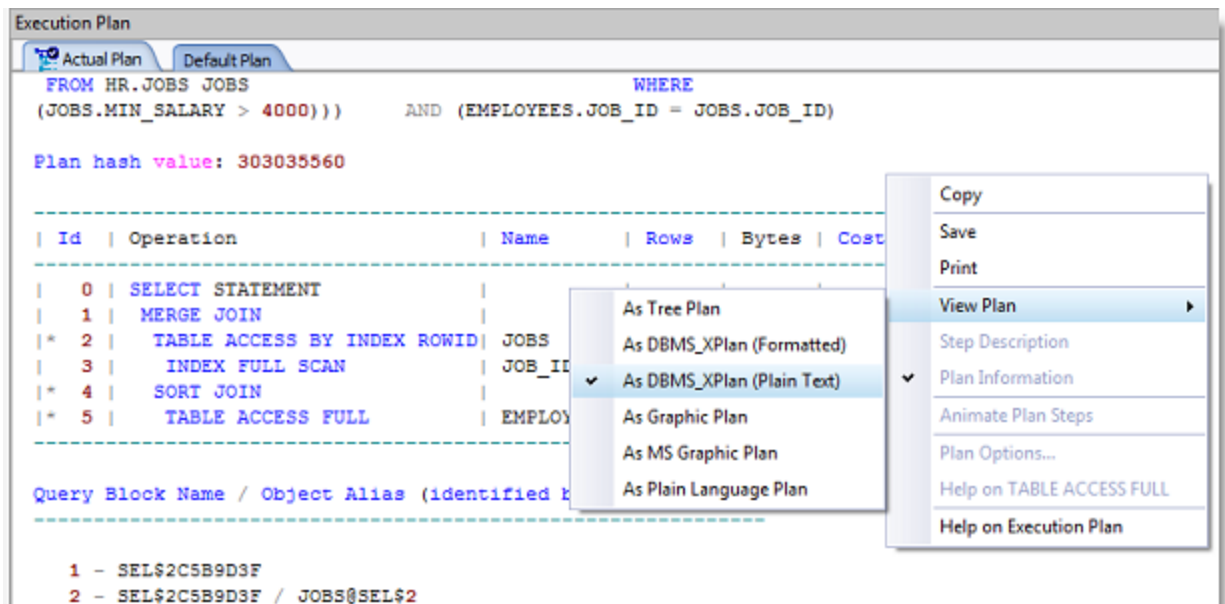 Execution Plan
Actual Plan Default Plan
FROM HR.JOBS JOBS WHERE
(JOBS.MIN_SALARY > 4000))) AND (EMPLOYEES.JOB_ID = JOBS.JOB_ID)
Plan hash value: 303035560
--------------------------------------------------------------------
| Id | Operation | Name | Rows | Bytes | Cost
--------------------------------------------------------------------
| 0 | SELECT STATEMENT |
| 1 | MERGE JOIN |
|* 2 | TABLE ACCESS BY INDEX ROWID| JOBS
| 3 | INDEX FULL SCAN | JOB_ID
|* 4 | SORT JOIN |
|* 5 | TABLE ACCESS FULL | EMPLOY
--------------------------------------------------------------------
Query Block Name / Object Alias (identified b
--------------------------------------------------------------------
1 - SEL$2C5B9D3F
2 - SEL$2C5B9D3F / JOBS@SEL$2
As Tree Plan
As DBMS_XPlan (Formatted)
As DBMS_XPlan (Plain Text)
As Graphic Plan
As MS Graphic Plan
As Plain Language Plan
Copy
Save
Print
View Plan
Step Description
Plan Information
Animate Plan Steps
Plan Options...
Help on TABLE ACCESS FULL
Help on Execution Plan